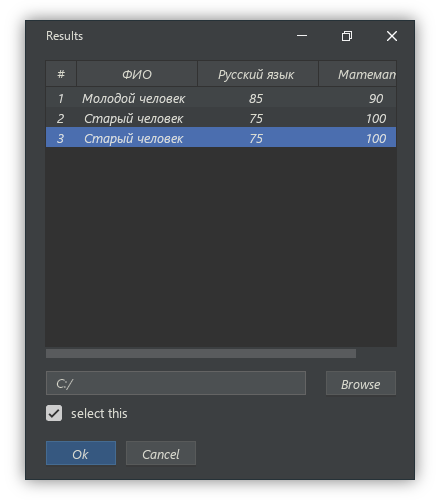 Results
# ФИО Русский язык Математ
1 Молодой человек 85 90
2 Старый человек 75 100
3 Старый человек 75 100
C:/ Browse
select this
Ok Cancel